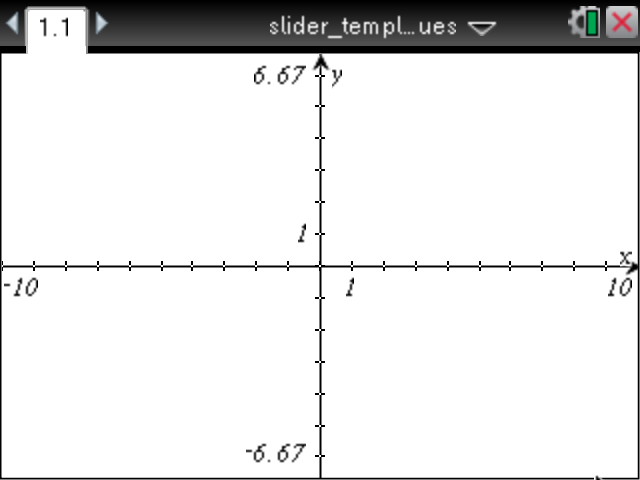 1.1 slider_templ…ues
6.67 y
1
x
-10 1 10
-6.67